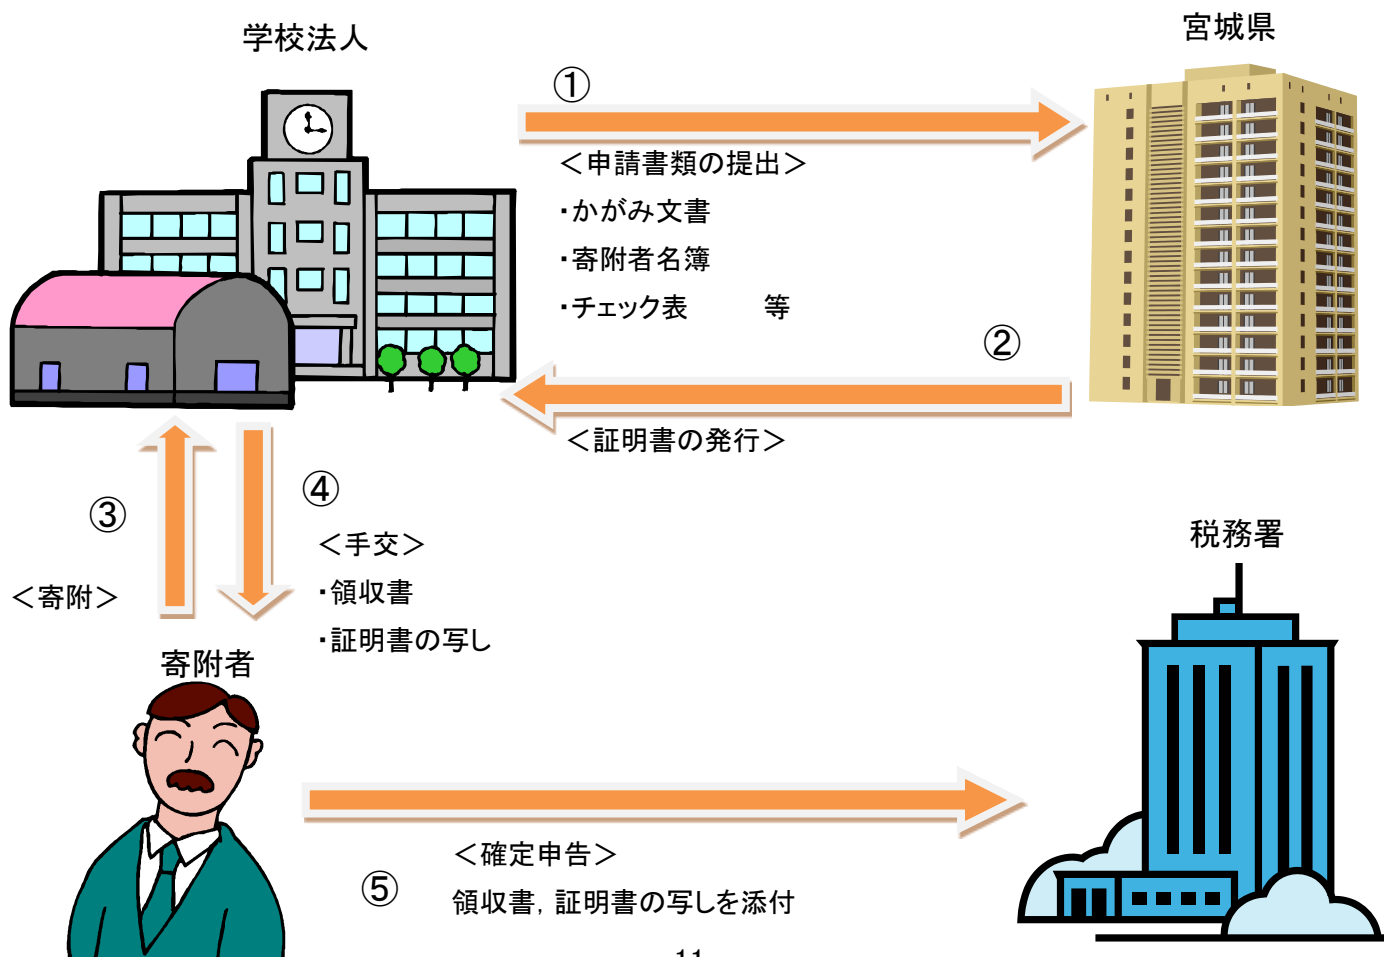 学校法人
宮城県
①
＜申請書類の提出＞
・かがみ文書
・寄附者名簿
・チェック表　　等
②
＜証明書の発行＞
③
＜寄附＞
④
＜手交＞
・領収書
・証明書の写し
寄附者
税務署
⑤
＜確定申告＞
領収書，証明書の写しを添付
11